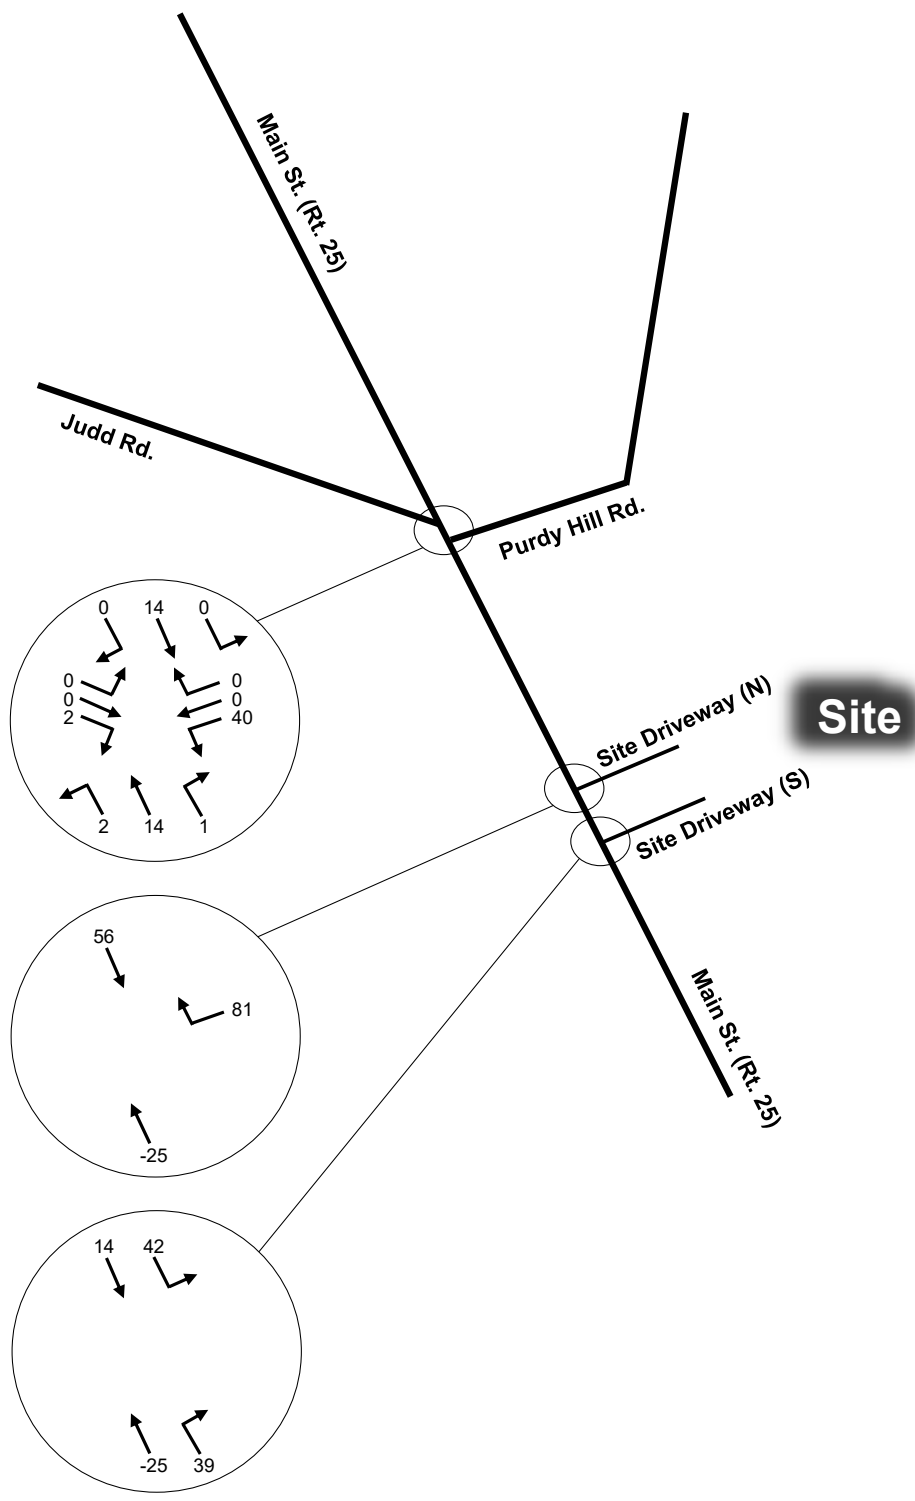 Main St. (Rt. 25)
Judd Rd.
Purdy Hill Rd.
0 14 0
0 0
0 0
2 40
2 14 1
Site Driveway (N)
Site
Site Driveway (S)
56
81
-25
Main St. (Rt. 25)
14 42
-25 39